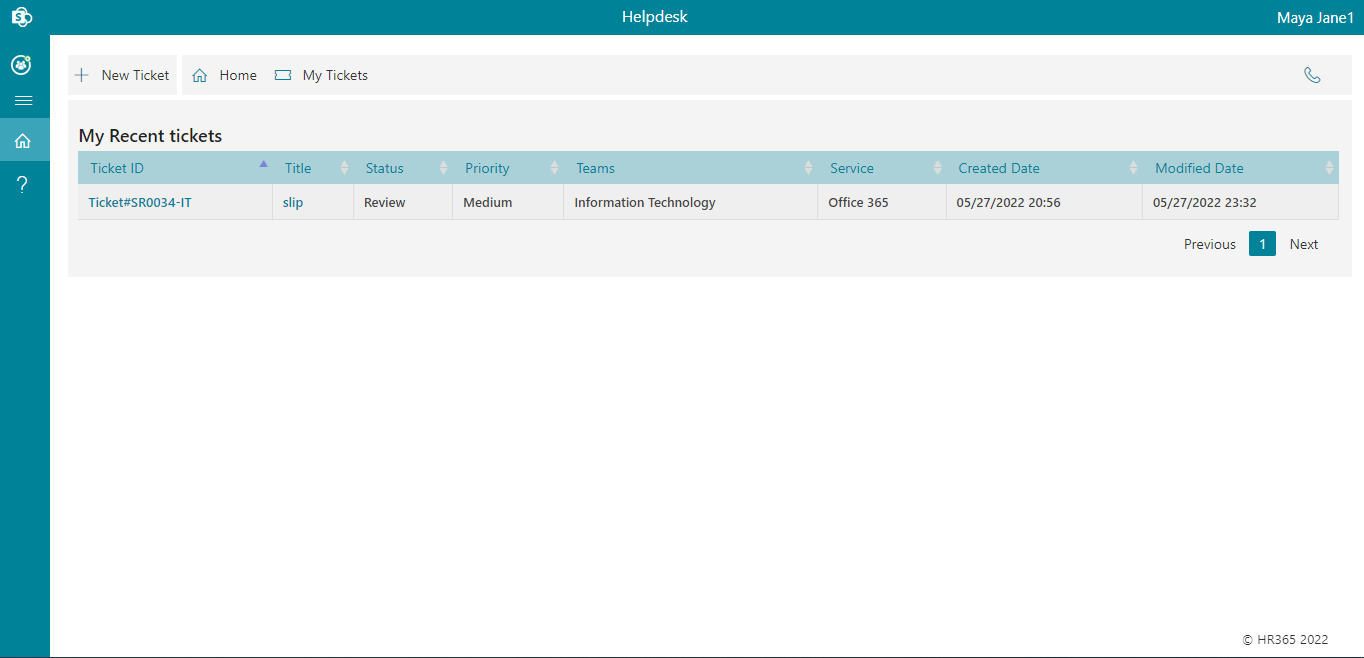 Helpdesk
Maya Jane1
New Ticket Home My Tickets
My Recent tickets
Ticket ID Title Status Priority Teams Service Created Date Modified Date
Ticket#SR0034-IT slip Review Medium Information Technology Office 365 05/27/2022 20:56 05/27/2022 23:32
Previous 1 Next
© HR365 2022